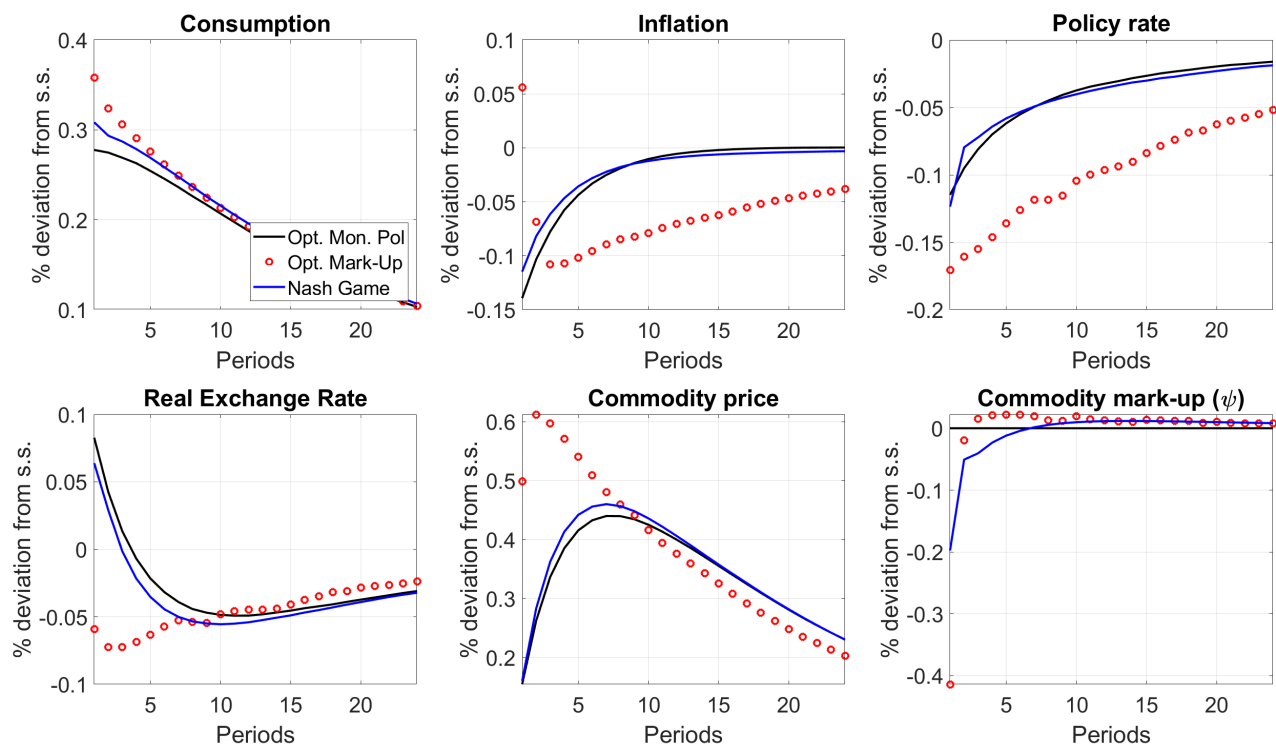 Consumption
% deviation from s.s.
0.4
0.3
0.2
0.1
5 10 15 20
Periods
Opt. Mon. Pol
Opt. Mark-Up
Nash Game
Inflation
% deviation from s.s.
0.1
0.05
0
-0.05
-0.1
-0.15
5 10 15 20
Periods
Policy rate
% deviation from s.s.
0
-0.05
-0.1
-0.15
-0.2
5 10 15 20
Periods
Real Exchange Rate
% deviation from s.s.
0.1
0.05
0
-0.05
-0.1
5 10 15 20
Periods
Commodity price
% deviation from s.s.
0.6
0.5
0.4
0.3
0.2
5 10 15 20
Periods
Commodity mark-up (ψ)
% deviation from s.s.
0
-0.1
-0.2
-0.3
-0.4
5 10 15 20
Periods